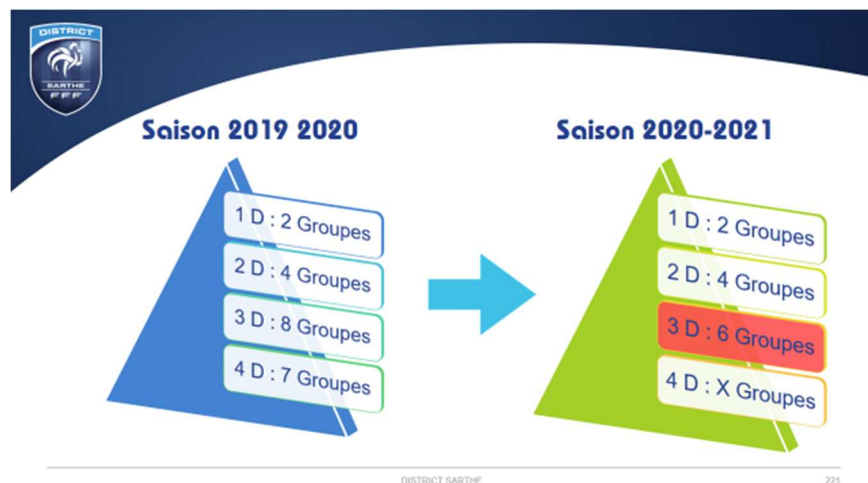 DISTRICT
SARTHE
FFF
Saison 2019 2020
1 D : 2 Groupes
2 D : 4 Groupes
3 D : 8 Groupes
4 D : 7 Groupes
Saison 2020-2021
1 D : 2 Groupes
2 D : 4 Groupes
3 D : 6 Groupes
4 D : X Groupes
DISTRICT SARTHE
221